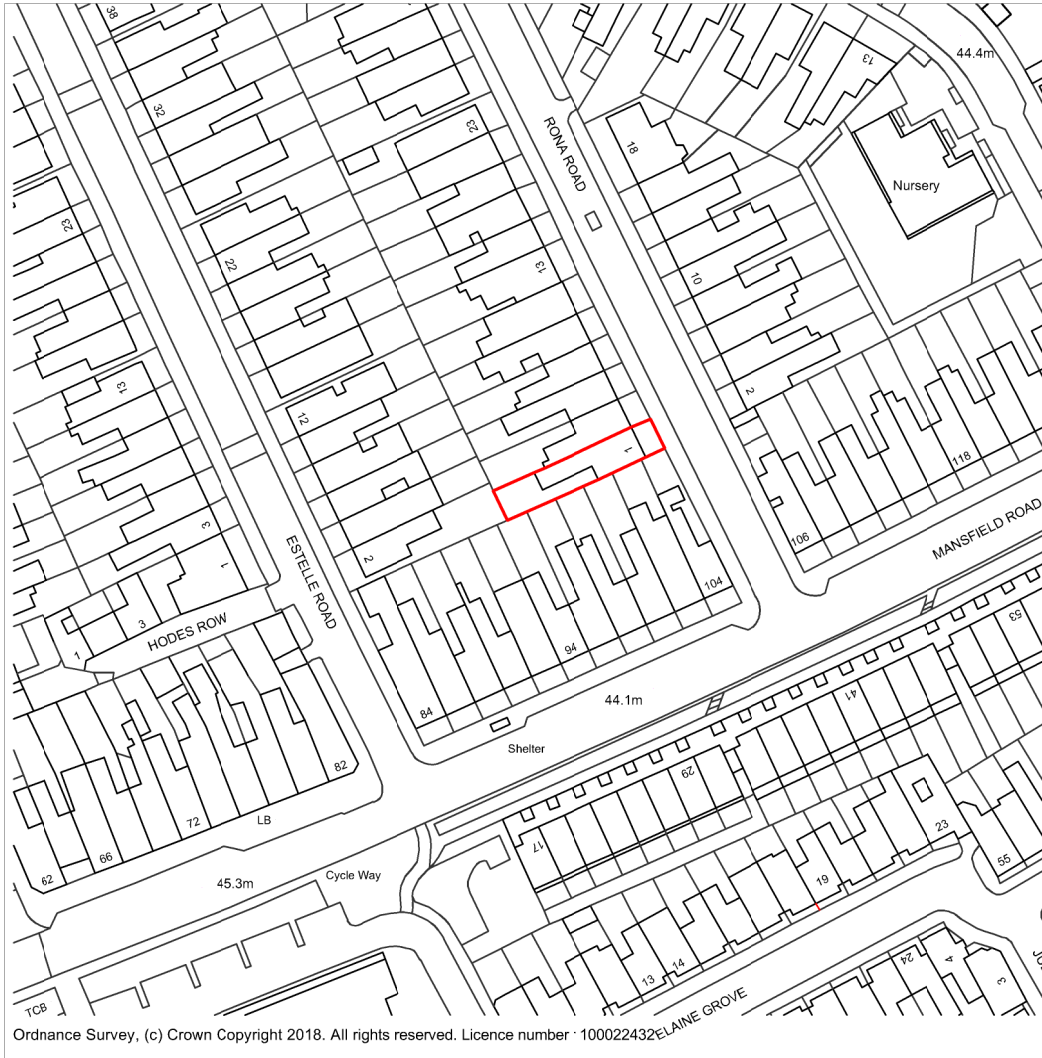 38
44.4m
13
32
RONA ROAD
23
18
Nursery
23
22
13
10
13
12
2
1
118
3
1
2
106
MANSFIELD ROAD
ESTELLE ROAD
104
3
HODES ROW
1
94
53
84
44.1m
41
Shelter
29
82
LB
72
66
62
17
23
55
45.3m
Cycle Way
19
13
14
24
4
3
TCB
ELAINE GROVE
Ordnance Survey, (c) Crown Copyright 2018. All rights reserved. Licence number 100022432